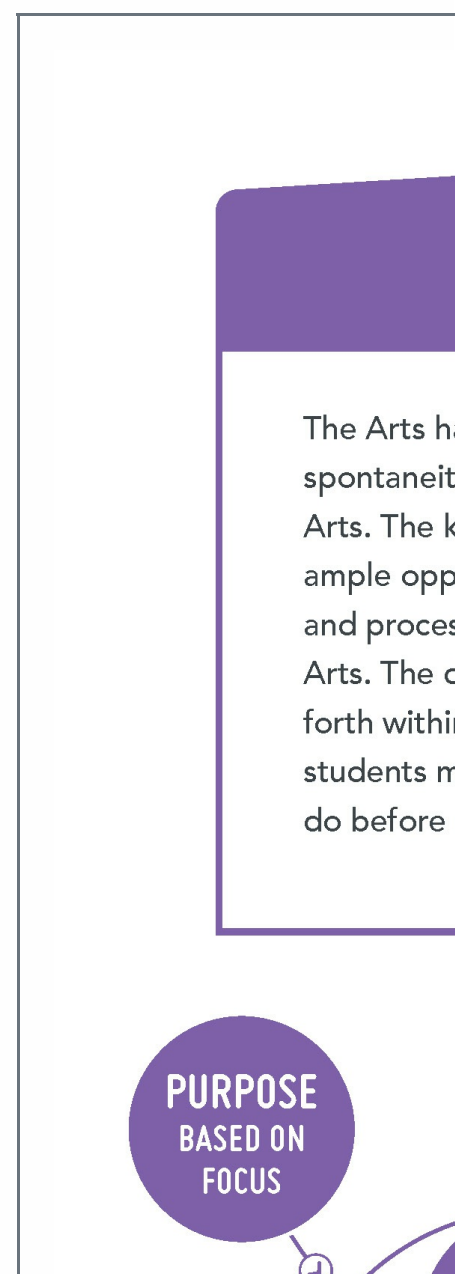 The Arts
spontaneit
Arts. The
ample opp
and proces
Arts. The
forth within
students
do before
PURPOSE
BASED ON
FOCUS